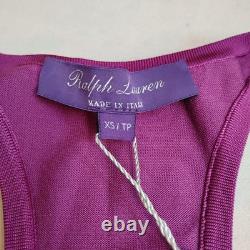 Ralph Lauren
MADE IN ITALY
XS / TP